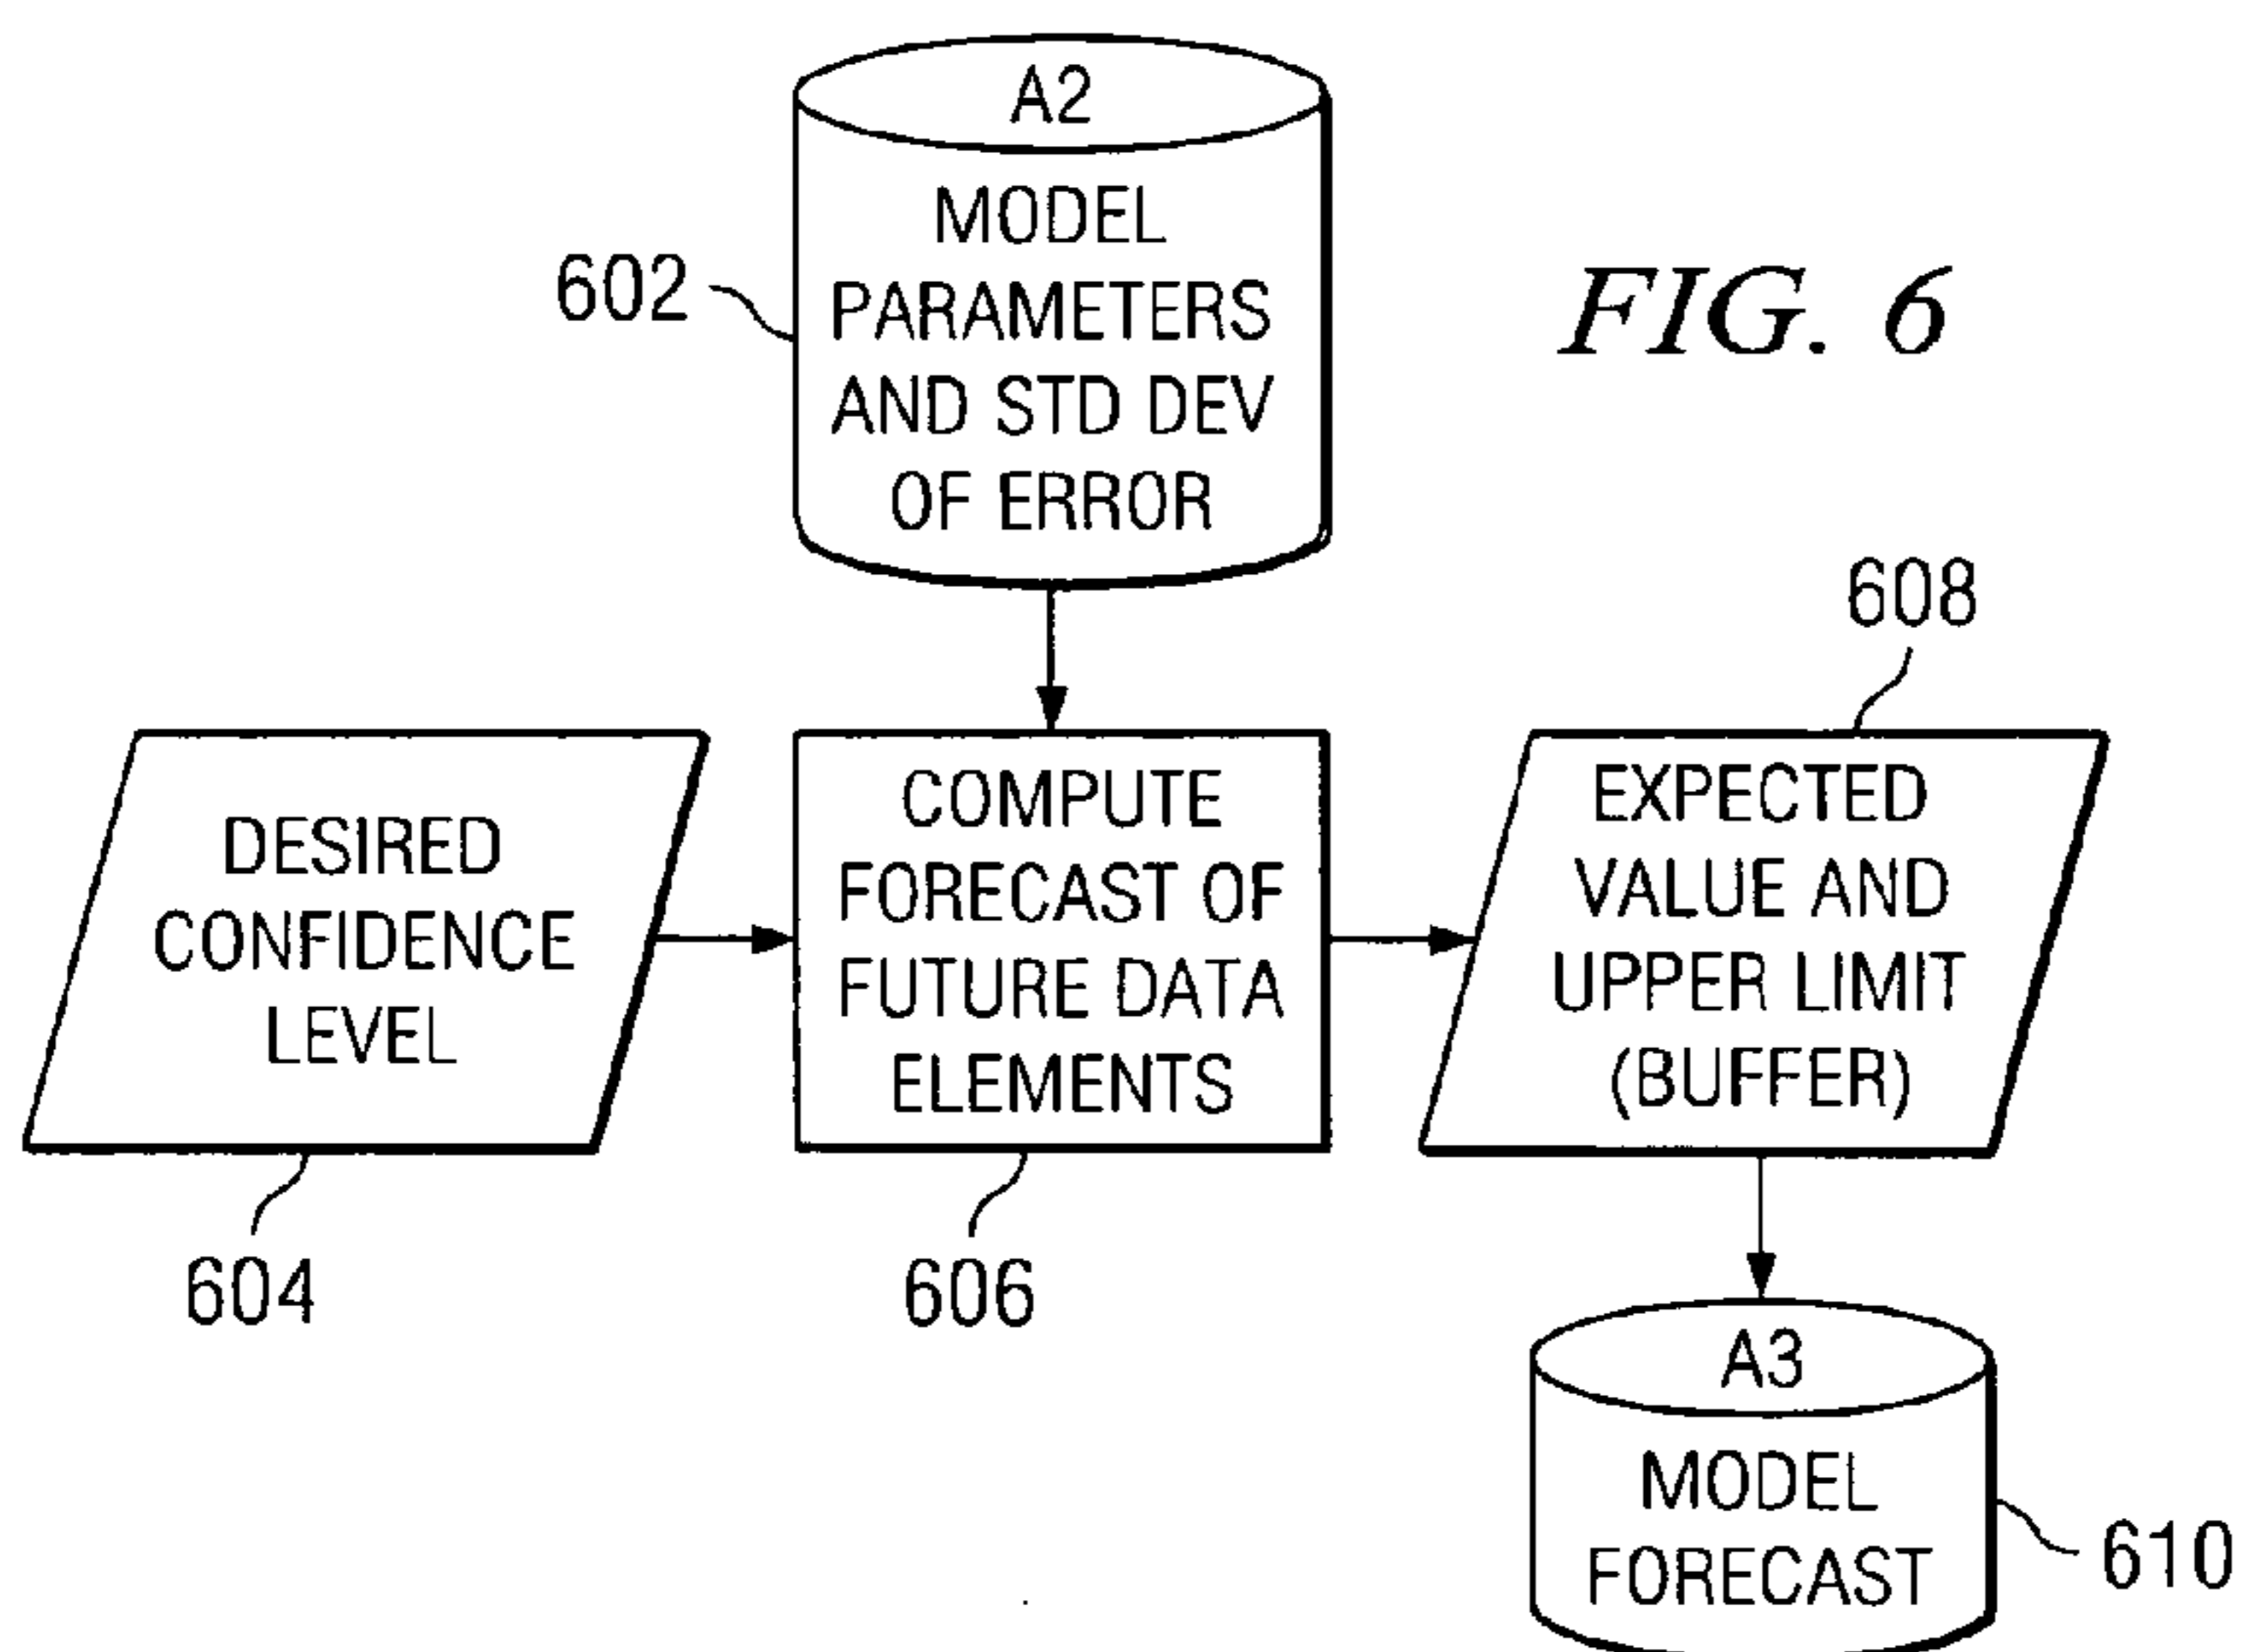 A2
MODEL
PARAMETERS
AND STD DEV
OF ERROR
602
FIG. 6
608
DESIRED
CONFIDENCE
LEVEL
604
COMPUTE
FORECAST OF
FUTURE DATA
ELEMENTS
606
EXPECTED
VALUE AND
UPPER LIMIT
(BUFFER)
A3
MODEL
FORECAST
610